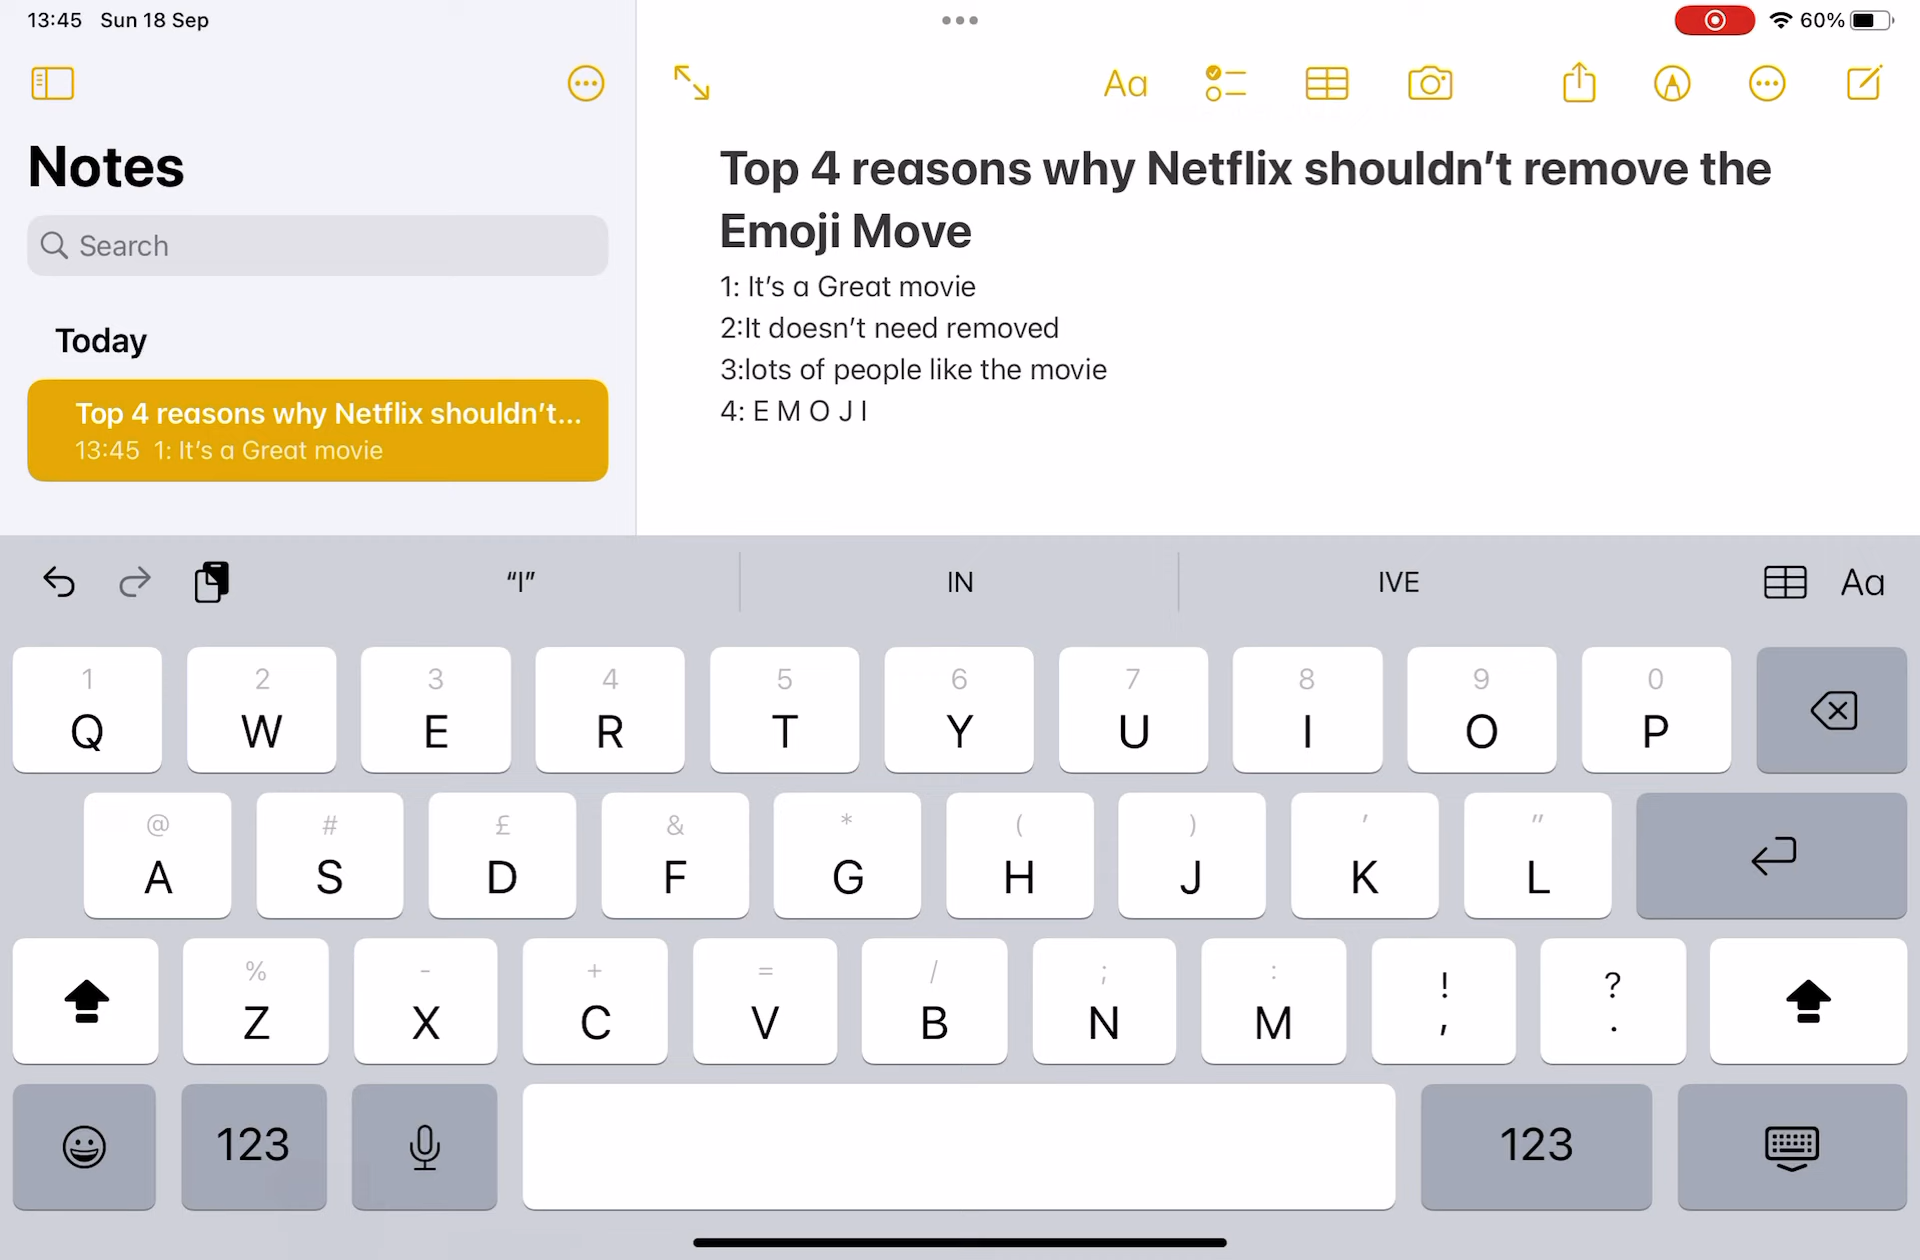 13:45 Sun 18 Sep
60%
Notes
Search
Today
Top 4 reasons why Netflix shouldn't...
13:45 1: It's a Great movie
Aa
Top 4 reasons why Netflix shouldn't remove the
Emoji Move
1: It's a Great movie
2:It doesn't need removed
3:lots of people like the movie
4: E M O J I
“I” IN IVE Aa
1 2 3 4 5 6 7 8 9 0
Q W E R T Y U I O P
@ # £ & * ( ) ' "
A S D F G H J K L
% - + = / ; : ! ?
Z X C V B N M , .
123 123